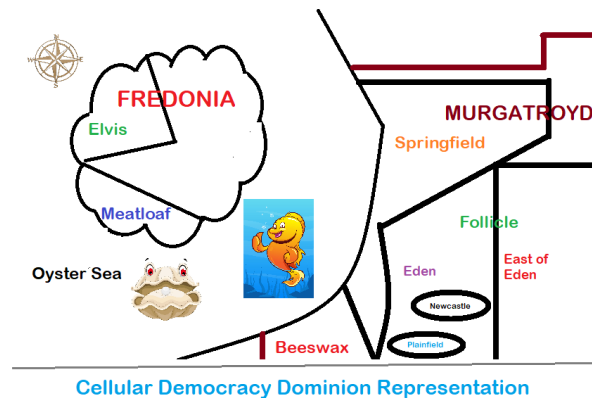 N
W E
S
FREDONIA
MURGATROYD
Elvis
Springfield
Meatloaf
Follicle
Oyster Sea
Eden
East of
Eden
Newcastle
Plainfield
Beeswax
Cellular Democracy Dominion Representation